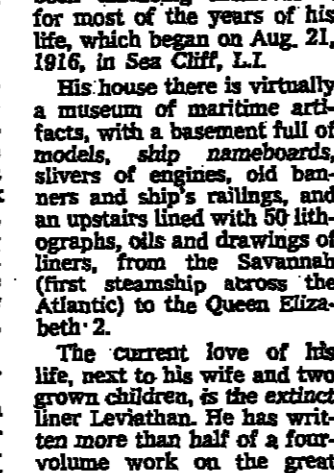 for most of the years of his
life, which began on Aug. 21,
1916, in Sea Cliff, L.I.
His house there is virtually
a museum of maritime arti-
facts, with a basement full of
models, ship nameboards,
slivers of engines, old ban-
ners and ship's railings, and
an upstairs lined with 50 lith-
ographs, oils and drawings of
liners, from the Savannah
(first steamship across the
Atlantic) to the Queen Eliza-
beth 2.
The current love of his
life, next to his wife and two
grown children, is the extinct
liner Leviathan. He has writ-
ten more than half of a four-
volume work on the great